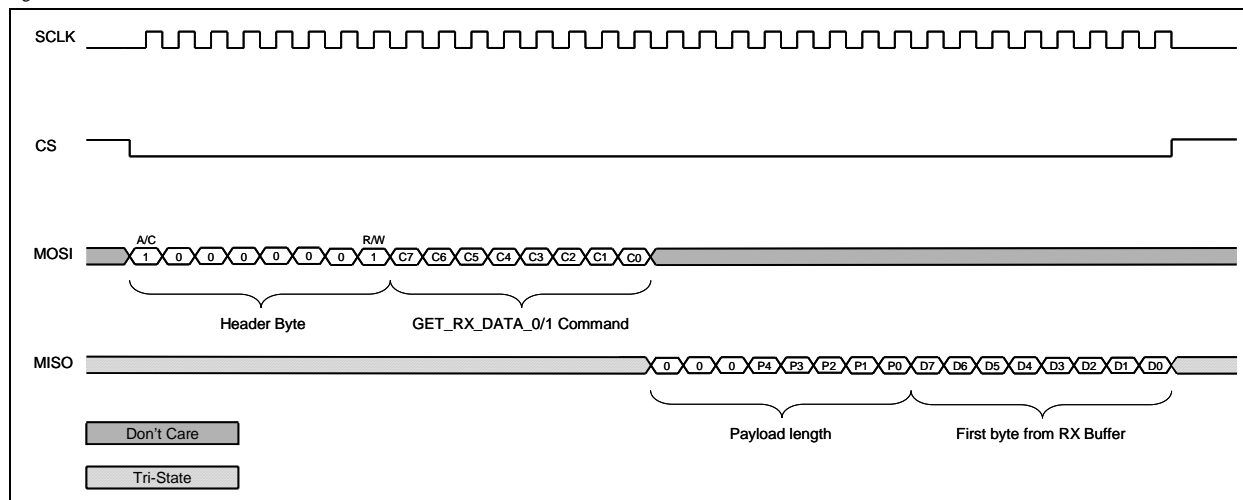 SCLK
CS
A/C R/W
MOSI 1 0 0 0 0 0 0 1 C7 C6 C5 C4 C3 C2 C1 C0
Header Byte GET_RX_DATA_0/1 Command
MISO 0 0 0 P4 P3 P2 P1 P0 D7 D6 D5 D4 D3 D2 D1 D0
Payload length First byte from RX Buffer
Don't Care
Tri-State